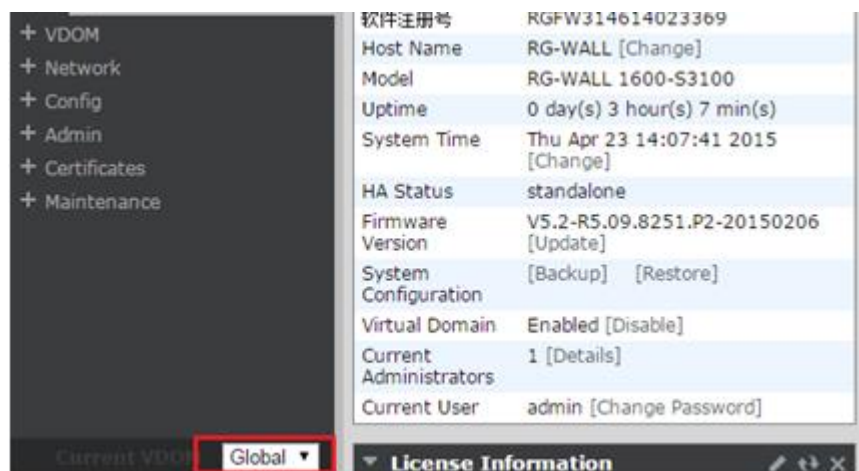 + VDOM
+ Network
+ Config
+ Admin
+ Certificates
+ Maintenance
Current VDOM
Global ▼
软件注册号 RGFW314614023369
Host Name RG-WALL [Change]
Model RG-WALL 1600-S3100
Uptime 0 day(s) 3 hour(s) 7 min(s)
System Time Thu Apr 23 14:07:41 2015
[Change]
HA Status standalone
Firmware
Version V5.2-R5.09.8251.P2-20150206
[Update]
System
Configuration [Backup] [Restore]
Virtual Domain Enabled [Disable]
Current
Administrators 1 [Details]
Current User admin [Change Password]
License Information